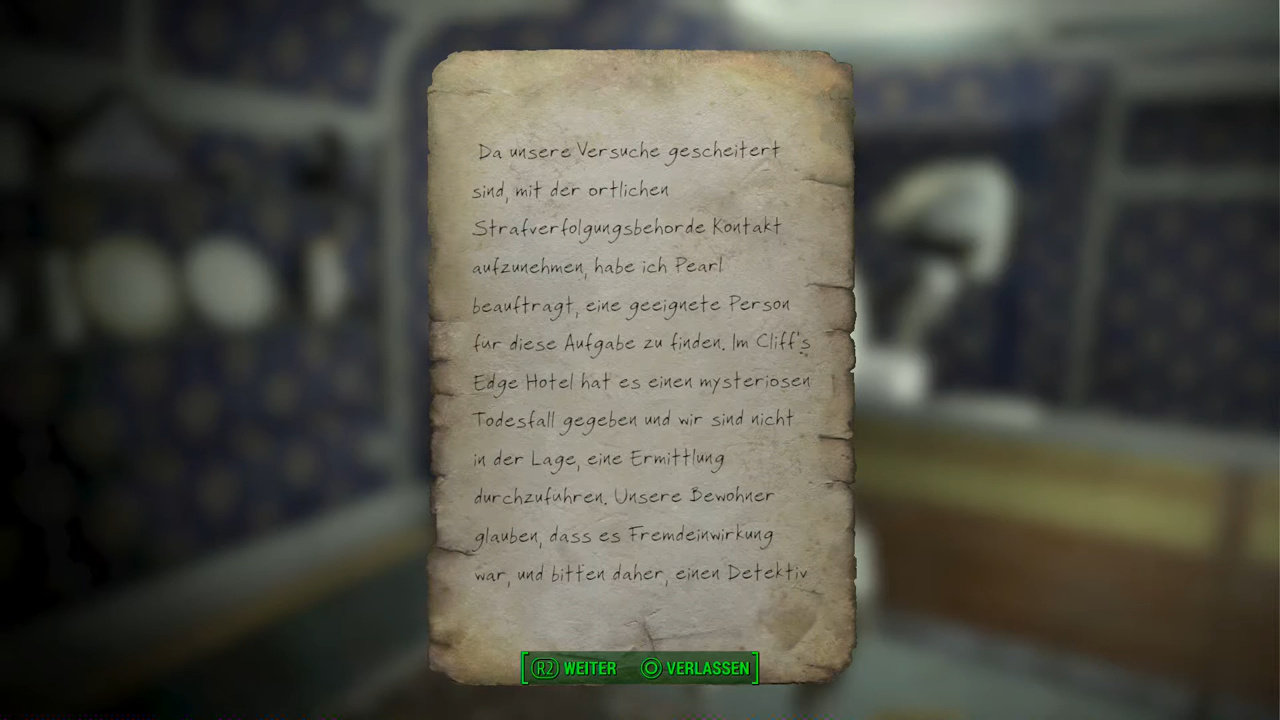 Da unsere Versuche gescheitert
sind, mit der ortlichen
Strafverfolgungsbehorde Kontakt
aufzunehmen, habe ich Pearl
beauftragt, eine geeignete Person
fur diese Aufgabe zu finden. Im Cliff's
Edge Hotel hat es einen mysteriosen
Todesfall gegeben und wir sind nicht
in der Lage, eine Ermittlung
durchzufuhren. Unsere Bewohner
glauben, dass es Fremdeinwirkung
war, und bitten daher, einen Detektiv
R2 WEITER VERLASSEN